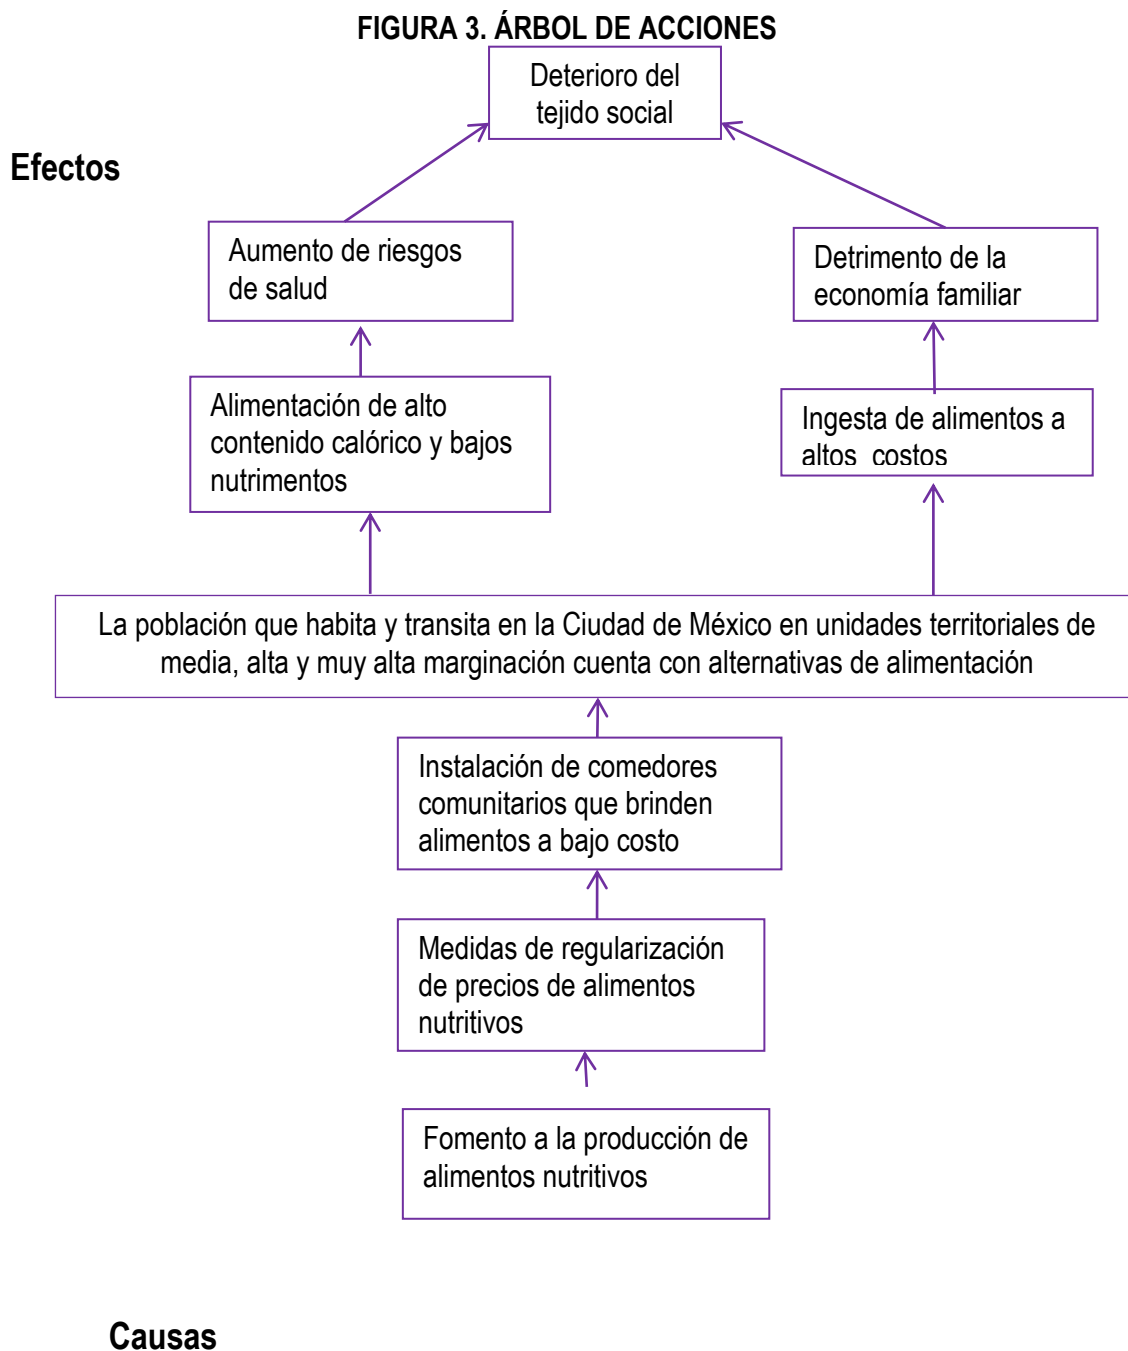 FIGURA 3. ÁRBOL DE ACCIONES
Deterioro del
tejido social
Efectos
Aumento de riesgos
de salud
Detrimento de la
economía familiar
Alimentación de alto
contenido calórico y bajos
nutrimentos
Ingesta de alimentos a
altos costos
La población que habita y transita en la Ciudad de México en unidades territoriales de
media, alta y muy alta marginación cuenta con alternativas de alimentación
Instalación de comedores
comunitarios que brinden
alimentos a bajo costo
Medidas de regularización
de precios de alimentos
nutritivos
Fomento a la producción de
alimentos nutritivos
Causas